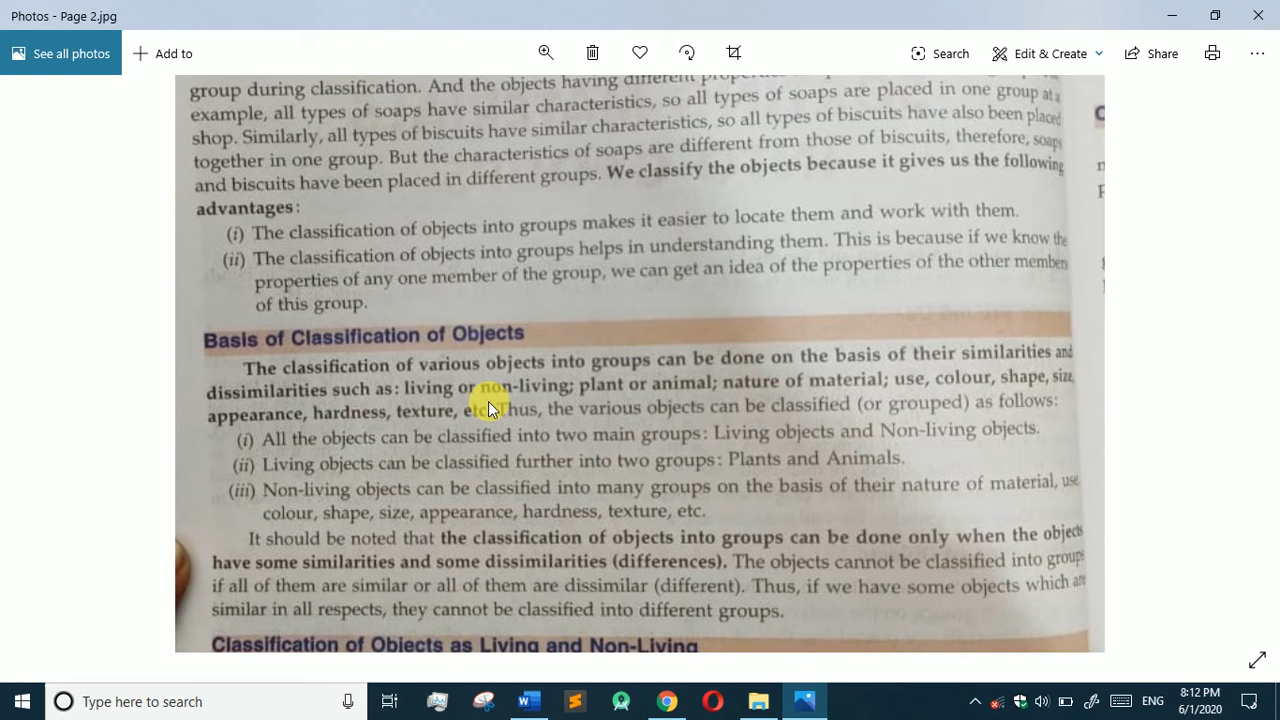 Photos - Page 2.jpg
See all photos
Add to
Search
Edit & Create
Share
group during classification. And the objects having different
example, all types of soaps have similar characteristics, so all types of soaps are placed in one group at a
shop. Similarly, all types of biscuits have similar characteristics, so all types of biscuits have also been placed
together in one group. But the characteristics of soaps are different from those of biscuits, therefore, soaps
and biscuits have been placed in different groups. We classify the objects because it gives us the following
advantages:
(i) The classification of objects into groups makes it easier to locate them and work with them.
(ii) The classification of objects into groups helps in understanding them. This is because if we know the
properties of any one member of the group, we can get an idea of the properties of the other members
of this group.
Basis of Classification of Objects
The classification of various objects into groups can be done on the basis of their similarities and
dissimilarities such as: living or non-living; plant or animal; nature of material; use, colour, shape, size,
appearance, hardness, texture, etc. Thus, the various objects can be classified (or grouped) as follows:
(i) All the objects can be classified into two main groups: Living objects and Non-living objects.
(ii) Living objects can be classified further into two groups: Plants and Animals.
(iii) Non-living objects can be classified into many groups on the basis of their nature of material, use,
colour, shape, size, appearance, hardness, texture, etc.
It should be noted that the classification of objects into groups can be done only when the objects
have some similarities and some dissimilarities (differences). The objects cannot be classified into groups
if all of them are similar or all of them are dissimilar (different). Thus, if we have some objects which are
similar in all respects, they cannot be classified into different groups.
Classification of Objects as Living and Non-Living
Type here to search
ENG
8:12 PM
6/1/2020